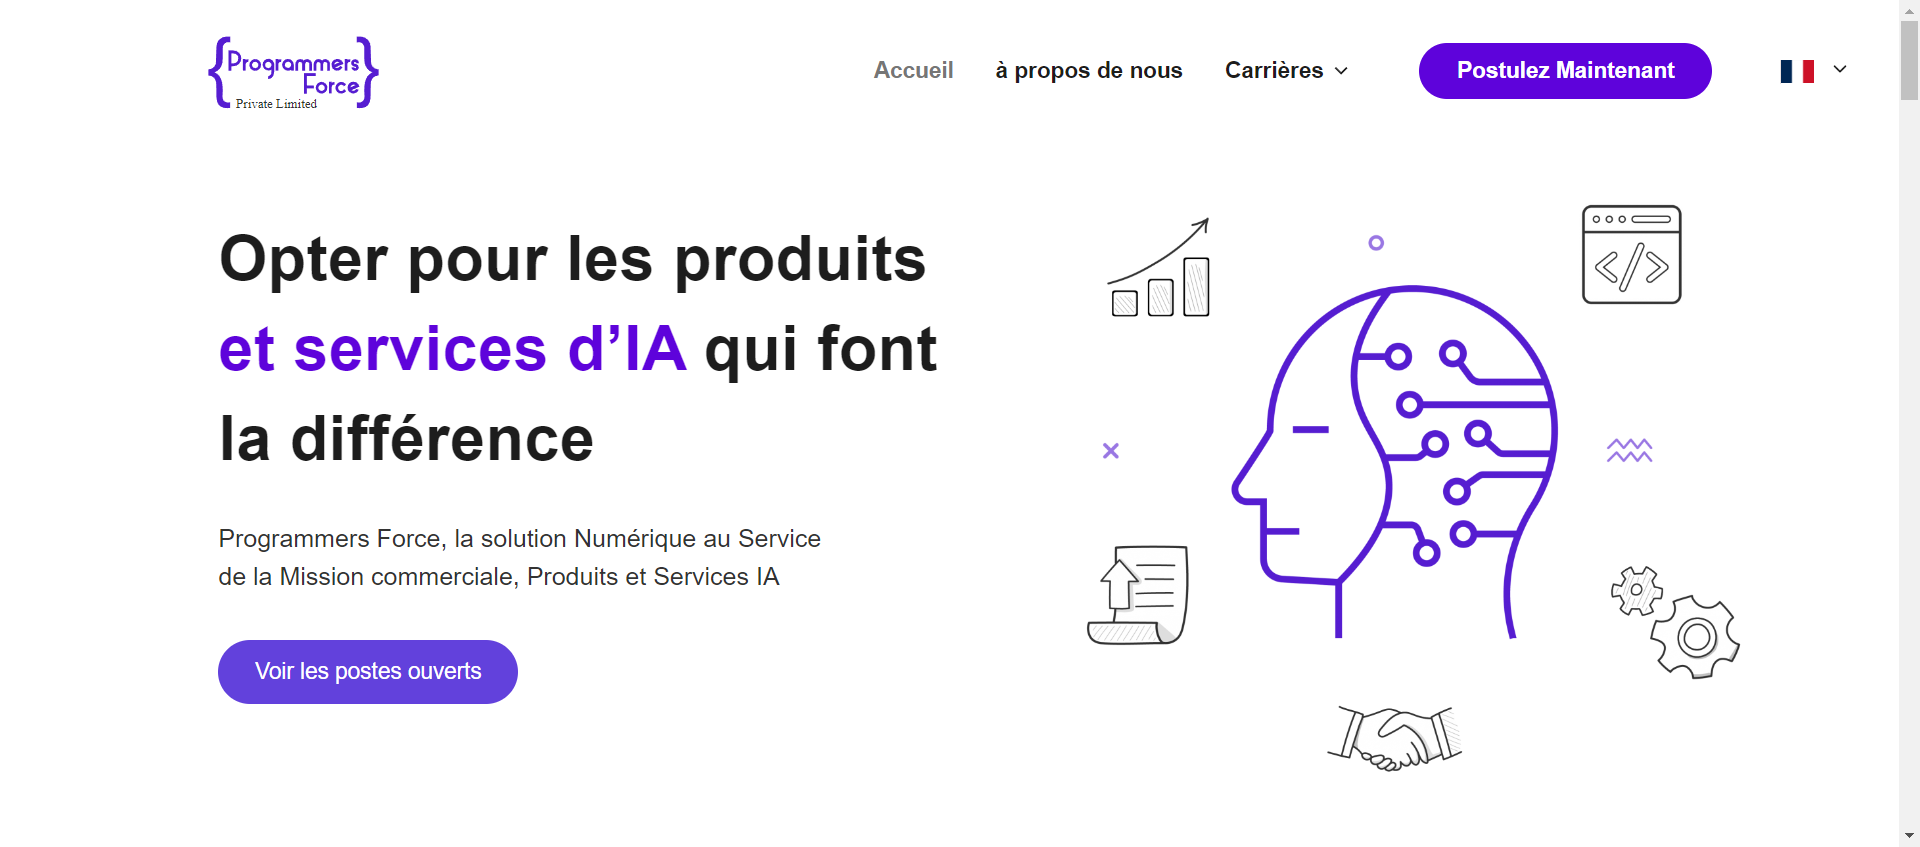 Programmers
Force
Private Limited
Accueil
à propos de nous
Carrières
Postulez Maintenant
Opter pour les produits
et services d’IA qui font
la différence
Programmers Force, la solution Numérique au Service
de la Mission commerciale, Produits et Services IA
Voir les postes ouverts